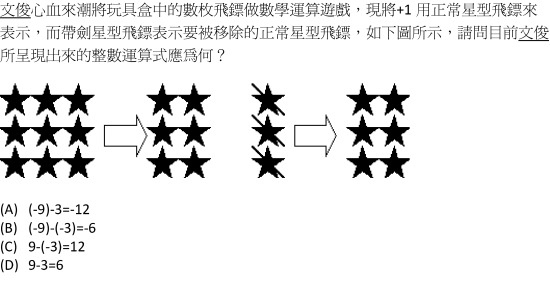 文俊心血來潮將玩具盒中的數枚飛鏢做數學運算遊戲，現將+1 用正常星型飛鏢來
表示，而帶劍星型飛鏢表示要被移除的正常星型飛鏢，如下圖所示，請問目前文俊
所呈現出來的整數運算式應為何？
(A) (-9)-3=-12
(B) (-9)-(-3)=-6
(C) 9-(-3)=12
(D) 9-3=6